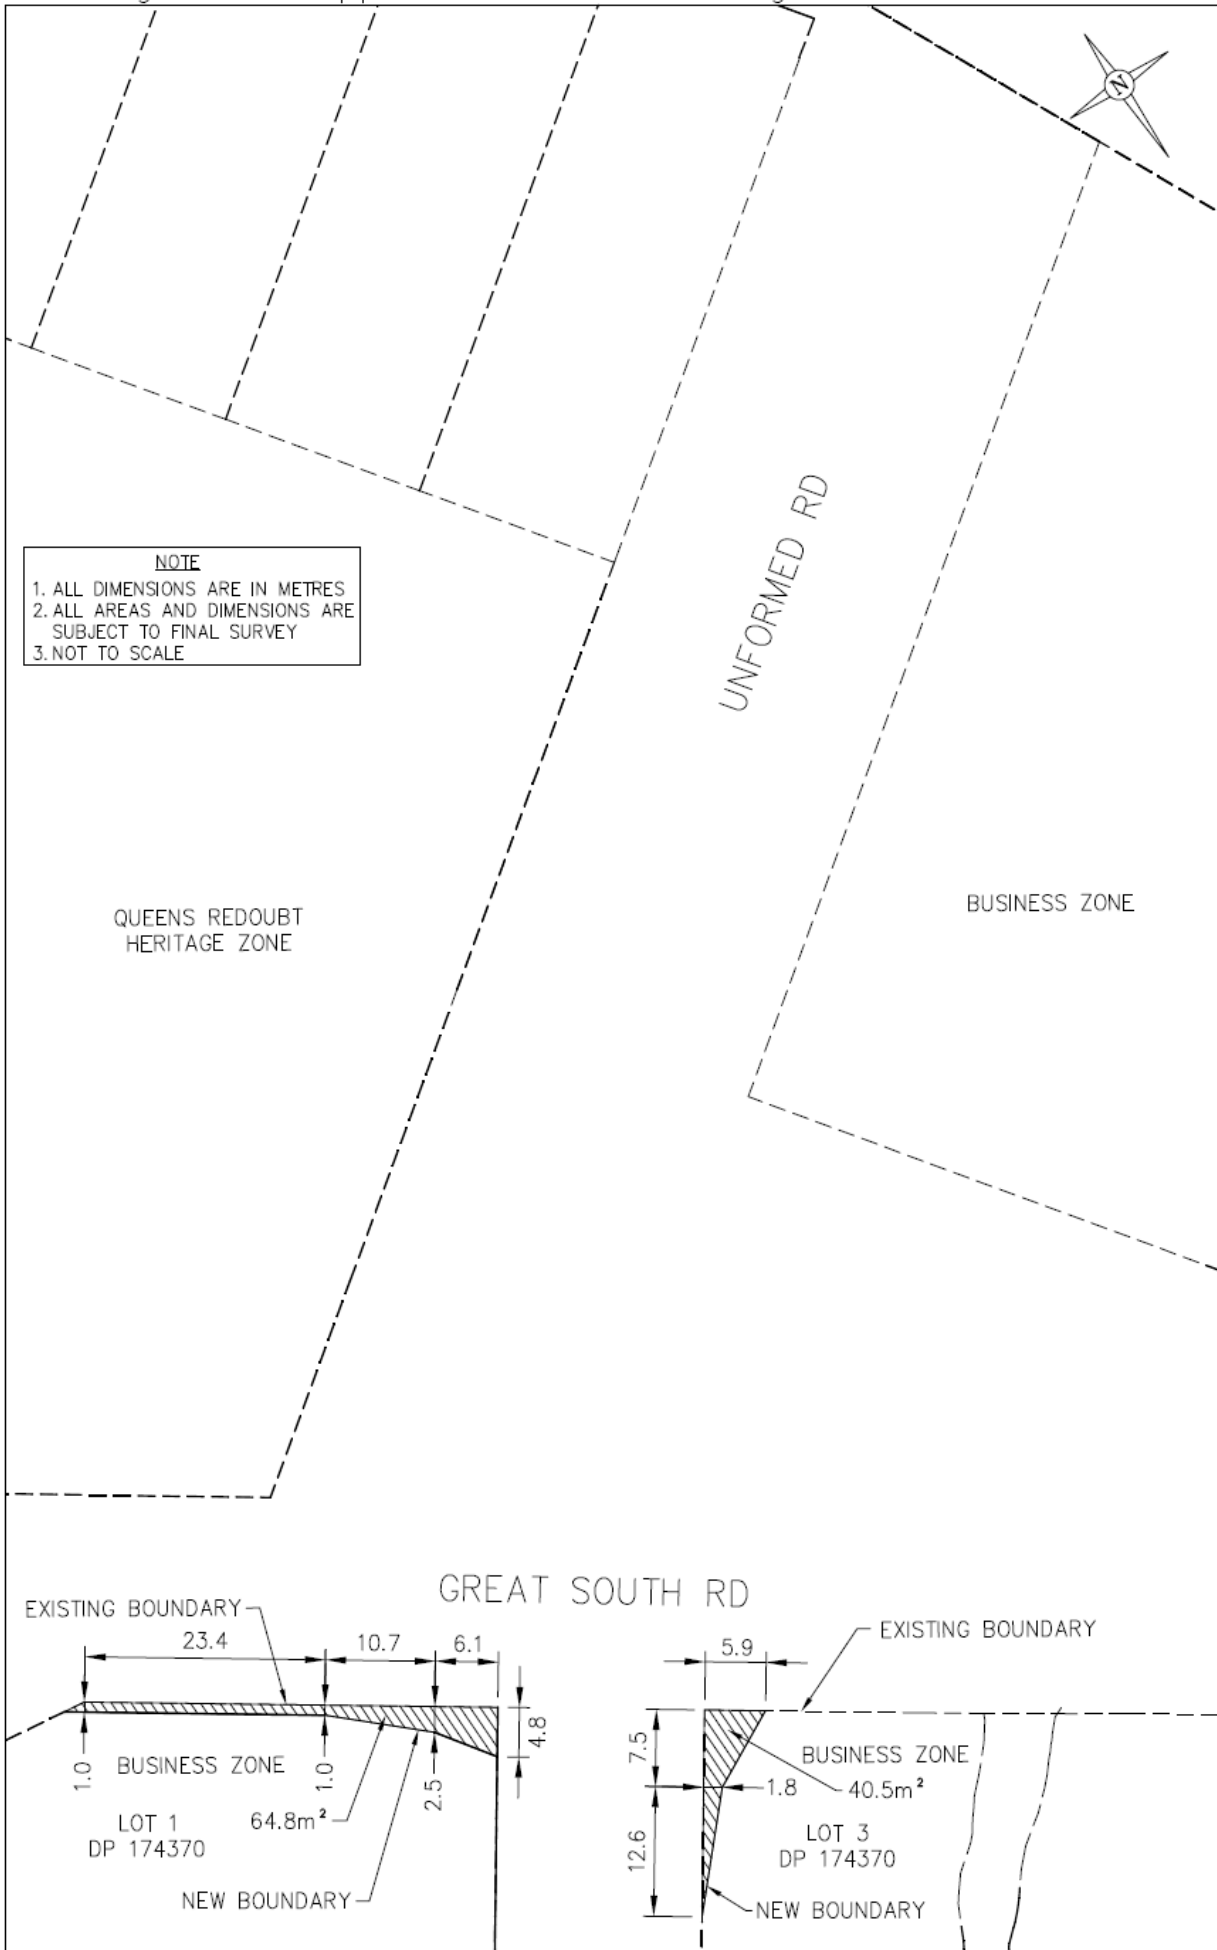 N
UNFORMED RD
NOTE
1. ALL DIMENSIONS ARE IN METRES
2. ALL AREAS AND DIMENSIONS ARE
SUBJECT TO FINAL SURVEY
3. NOT TO SCALE
QUEENS REDOUBT
HERITAGE ZONE
BUSINESS ZONE
GREAT SOUTH RD
EXISTING BOUNDARY
23.4
10.7
6.1
5.9
EXISTING BOUNDARY
4.8
7.5
1.0
BUSINESS ZONE
1.0
2.5
BUSINESS ZONE
1.8
40.5m²
LOT 1
DP 174370
64.8m²
12.6
LOT 3
DP 174370
NEW BOUNDARY
NEW BOUNDARY